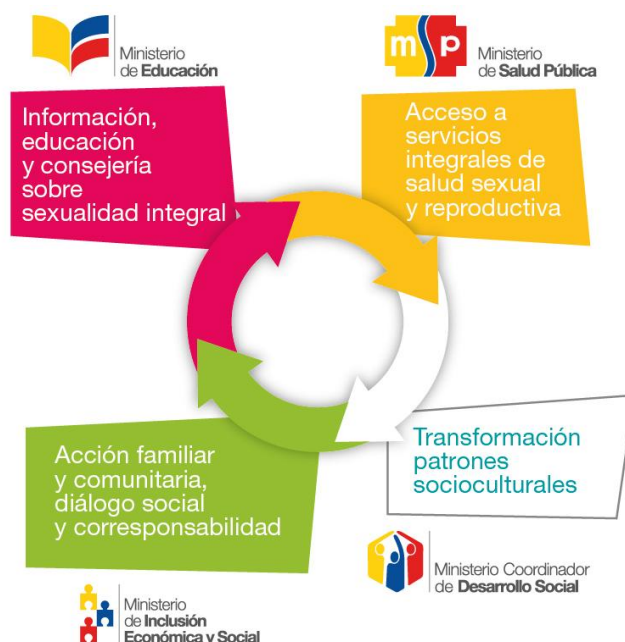 Ministerio
de Educación
msp
Ministerio
de Salud Pública
Información,
educación
y consejería
sobre
sexualidad integral
Acceso a
servicios
integrales de
salud sexual
y reproductiva
Acción familiar
y comunitaria,
diálogo social
y corresponsabilidad
Transformación
patrones
socioculturales
Ministerio Coordinador
de Desarrollo Social
Ministerio
de Inclusión
Económica y Social